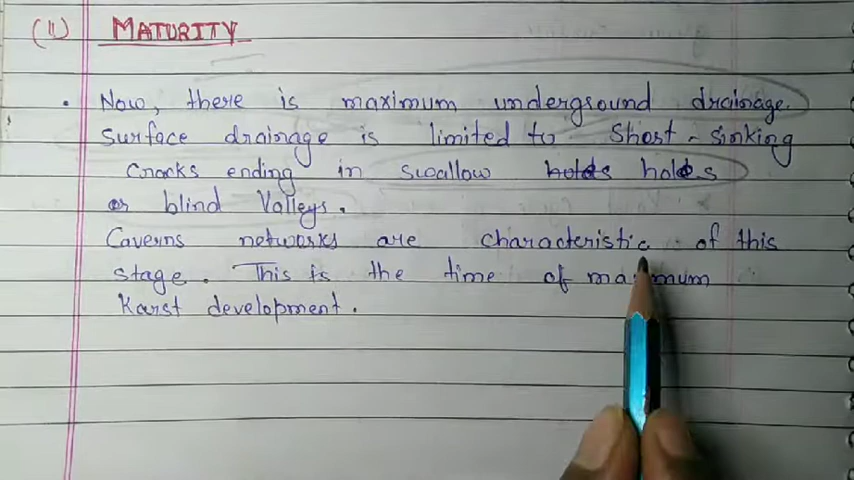 (II) MATURITY
• Now, there is maximum underground drainage.
Surface drainage is limited to Short-sinking
Cracks ending in swallow holes
or blind Valleys.
Caverns networks are characteristic of this
stage. This is the time of maximum
Karst development.